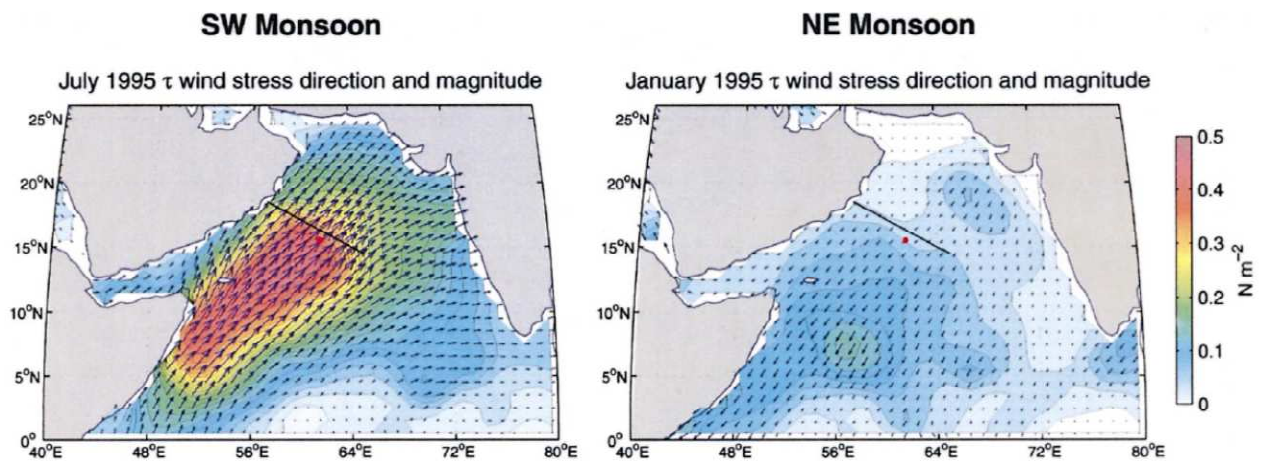 SW Monsoon
July 1995 τ wind stress direction and magnitude
25°N
20°N
15°N
10°N
5°N
0°
40°E 48°E 56°E 64°E 72°E 80°E
NE Monsoon
January 1995 τ wind stress direction and magnitude
25°N
20°N
15°N
10°N
5°N
0°
40°E 48°E 56°E 64°E 72°E 80°E
0.5
0.4
0.3
0.2
0.1
0
N m⁻²